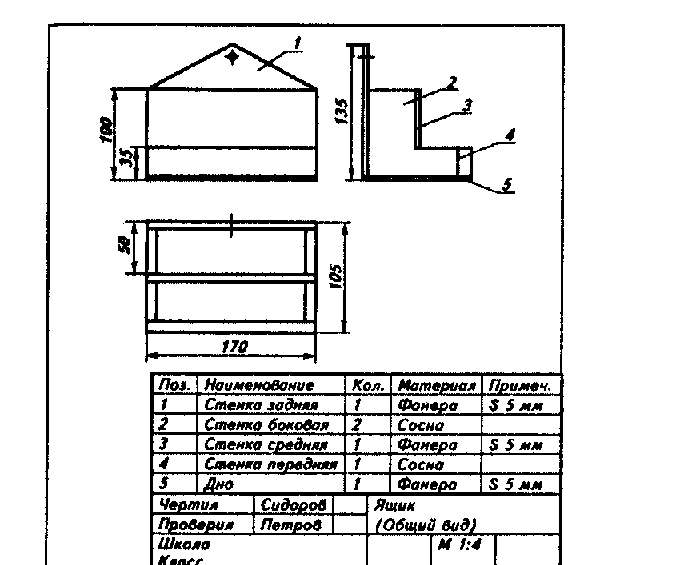 1
2
3
4
5
100
35
135
50
105
170
Поз. Наименование Кол. Материал Примеч.
1 Стенка задняя 1 Фанера S 5 мм
2 Стенка боковая 2 Сосна
3 Стенка средняя 1 Фанера S 5 мм
4 Стенка передняя 1 Сосна
5 Дно 1 Фанера S 5 мм
Чертил Сидоров Ящик
Проверил Петров (Общий вид)
Школа М 1:4
Класс